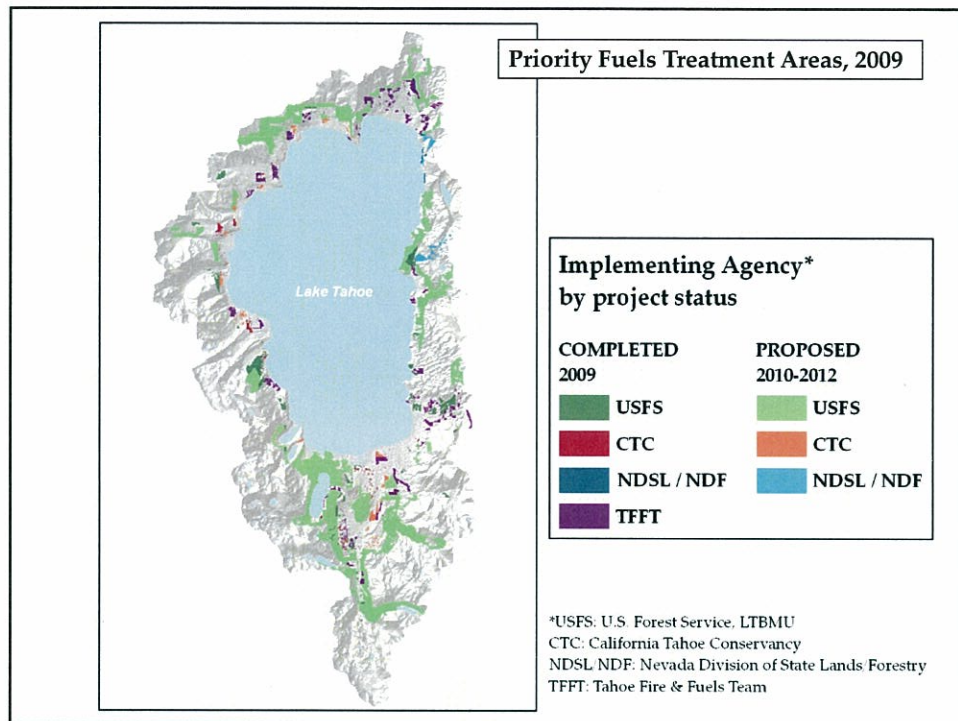 Priority Fuels Treatment Areas, 2009
Lake Tahoe
Implementing Agency*
by project status
COMPLETED
2009
USFS
CTC
NDSL / NDF
TFFT
PROPOSED
2010-2012
USFS
CTC
NDSL / NDF
*USFS: U.S. Forest Service, LTBMU
CTC: California Tahoe Conservancy
NDSL/NDF: Nevada Division of State Lands/Forestry
TFFT: Tahoe Fire & Fuels Team